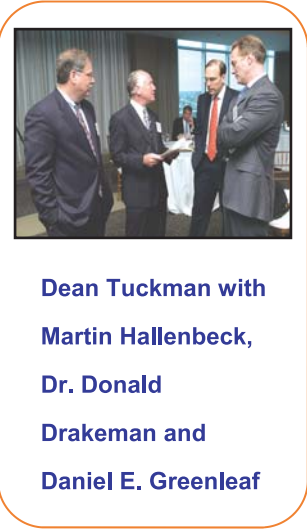 Dean Tuckman with
Martin Hallenbeck,
Dr. Donald
Drakeman and
Daniel E. Greenleaf